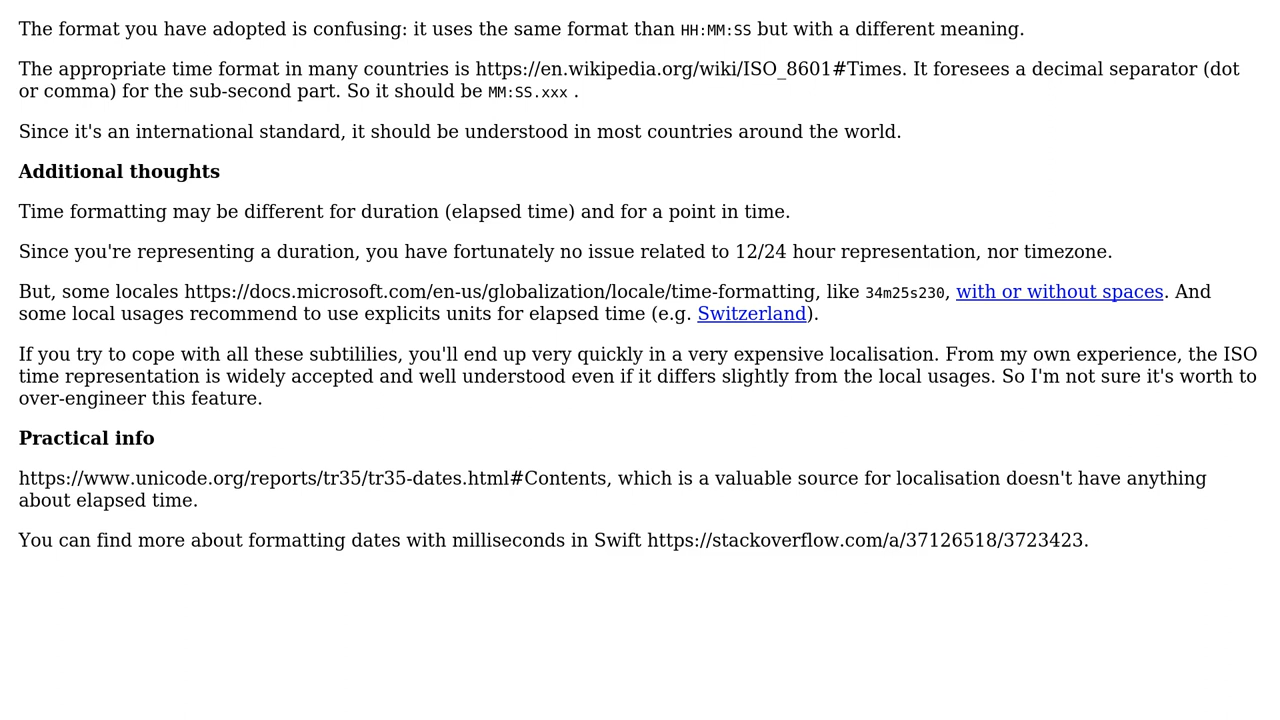 The format you have adopted is confusing: it uses the same format than HH:MM:SS but with a different meaning.
The appropriate time format in many countries is https://en.wikipedia.org/wiki/ISO_8601#Times. It foresees a decimal separator (dot
or comma) for the sub-second part. So it should be MM:SS.xxx .
Since it's an international standard, it should be understood in most countries around the world.
Additional thoughts
Time formatting may be different for duration (elapsed time) and for a point in time.
Since you're representing a duration, you have fortunately no issue related to 12/24 hour representation, nor timezone.
But, some locales https://docs.microsoft.com/en-us/globalization/locale/time-formatting, like 34m25s230, with or without spaces. And
some local usages recommend to use explicits units for elapsed time (e.g. Switzerland).
If you try to cope with all these subtililies, you'll end up very quickly in a very expensive localisation. From my own experience, the ISO
time representation is widely accepted and well understood even if it differs slightly from the local usages. So I'm not sure it's worth to
over-engineer this feature.
Practical info
https://www.unicode.org/reports/tr35/tr35-dates.html#Contents, which is a valuable source for localisation doesn't have anything
about elapsed time.
You can find more about formatting dates with milliseconds in Swift https://stackoverflow.com/a/37126518/3723423.